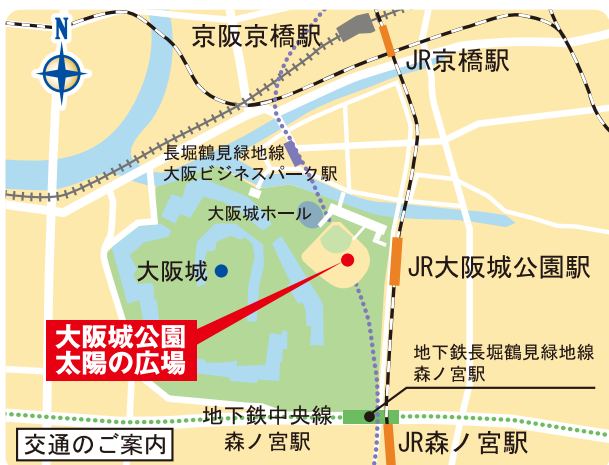 N
京阪京橋駅
JR京橋駅
長堀鶴見緑地線
大阪ビジネスパーク駅
大阪城ホール
大阪城
JR大阪城公園駅
大阪城公園
太陽の広場
地下鉄長堀鶴見緑地線
森ノ宮駅
地下鉄中央線
森ノ宮駅
JR森ノ宮駅
交通のご案内